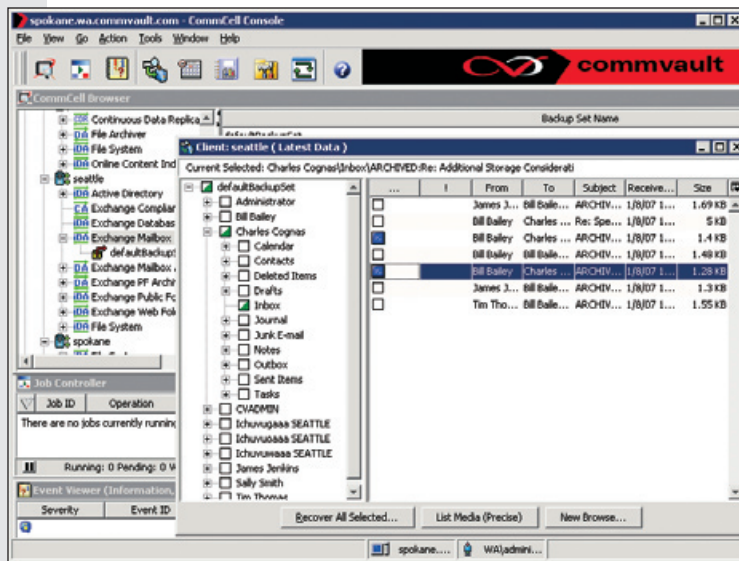 spokane.wa.commvault.com - CommCell Console
File View Go Action Tools Window Help
commvault
CommCell Browser
Continuous Data Replica
File Archiver
File System
Online Content Ind
seattle
Active Directory
Exchange Complian
Exchange Databas
Exchange Mailbox
defaultBackupS
Exchange Mailbox
Exchange PF Archi
Exchange Public Fo
Exchange Web Fol
File System
spokane
Backup Set Name
Client: seattle ( Latest Data )
Current Selected: Charles Cognas\Inbox\ARCHIVED:Re: Additional Storage Considerati
defaultBackupSet
Administrator
Bill Bailey
Charles Cognas
Calendar
Contacts
Deleted Items
Drafts
Inbox
Journal
Junk E-mail
Notes
Outbox
Sent Items
Tasks
CVADMIN
Ichuvugaaa SEATTLE
Ichuvuoaaa SEATTLE
Ichuvuwaaa SEATTLE
James Jenkins
Sally Smith
Tim Thomas
... ! From To Subject Receive... Size
James J... Bill Baile... ARCHIV... 1/8/07 1... 1.69 KB
Bill Bailey Charles ... Re: Spe... 1/8/07 1... 5 KB
Bill Bailey Charles ... ARCHIV... 1/8/07 1... 1.4 KB
Bill Bailey Bill Baile... ARCHIV... 1/8/07 1... 1.48 KB
Bill Bailey Charles ... ARCHIV... 1/8/07 1... 1.28 KB
James J... Bill Baile... ARCHIV... 1/8/07 1... 1.3 KB
Tim Tho... Bill Baile... ARCHIV... 1/8/07 1... 1.55 KB
Job Controller
Job ID Operation
There are no jobs currently running
Running: 0 Pending: 0 W
Event Viewer (Information,
Severity Event ID
Recover All Selected... List Media (Precise) New Browse...
spokane.... WA\admini...